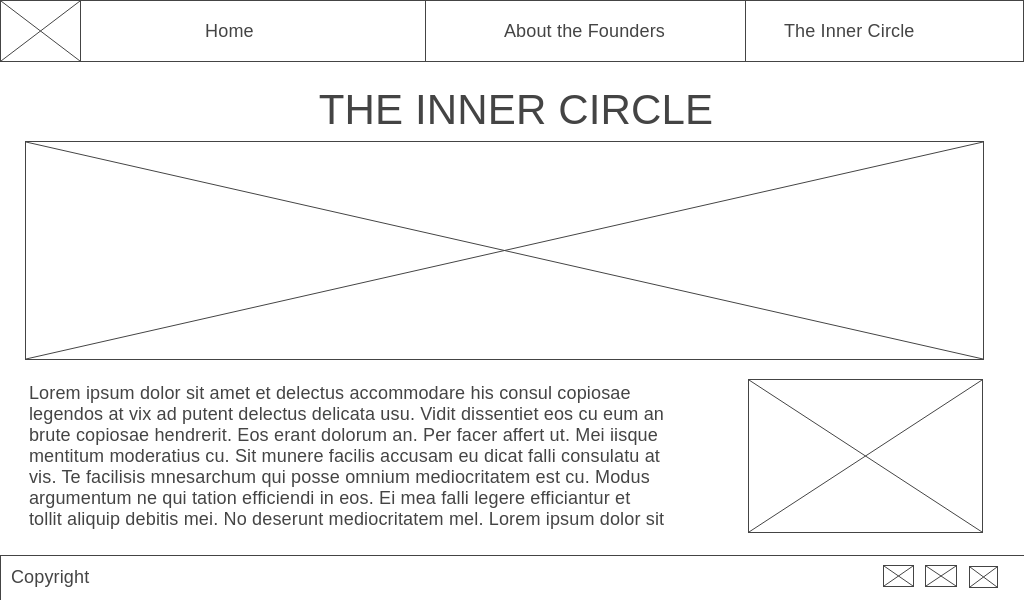 Home
About the Founders
The Inner Circle
THE INNER CIRCLE
Lorem ipsum dolor sit amet et delectus accommodare his consul copiosae
legendos at vix ad putent delectus delicata usu. Vidit dissentiet eos cu eum an
brute copiosae hendrerit. Eos erant dolorum an. Per facer affert ut. Mei iisque
mentitum moderatius cu. Sit munere facilis accusam eu dicat falli consulatu at
vis. Te facilisis mnesarchum qui posse omnium mediocritatem est cu. Modus
argumentum ne qui tation efficiendi in eos. Ei mea falli legere efficiantur et
tollit aliquip debitis mei. No deserunt mediocritatem mel. Lorem ipsum dolor sit
Copyright